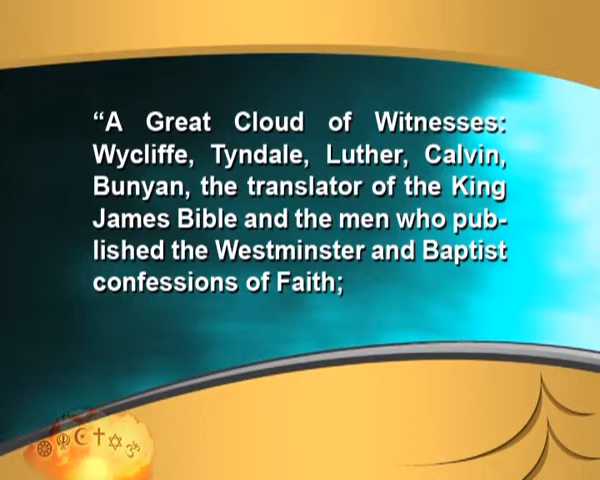 “A Great Cloud of Witnesses:
Wycliffe, Tyndale, Luther, Calvin,
Bunyan, the translator of the King
James Bible and the men who pub-
lished the Westminster and Baptist
confessions of Faith;